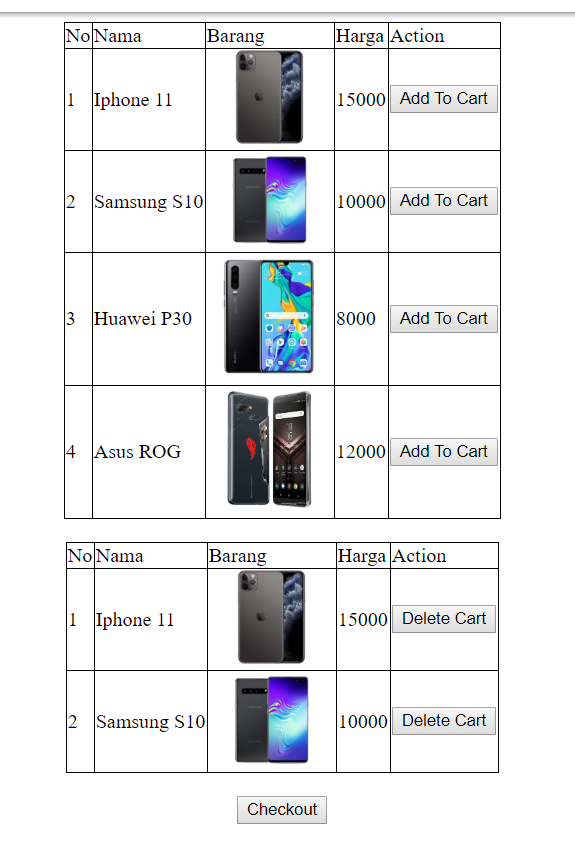 No Nama Barang Harga Action
1 Iphone 11 15000 Add To Cart
2 Samsung S10 10000 Add To Cart
3 Huawei P30 8000 Add To Cart
4 Asus ROG 12000 Add To Cart
No Nama Barang Harga Action
1 Iphone 11 15000 Delete Cart
2 Samsung S10 10000 Delete Cart
Checkout